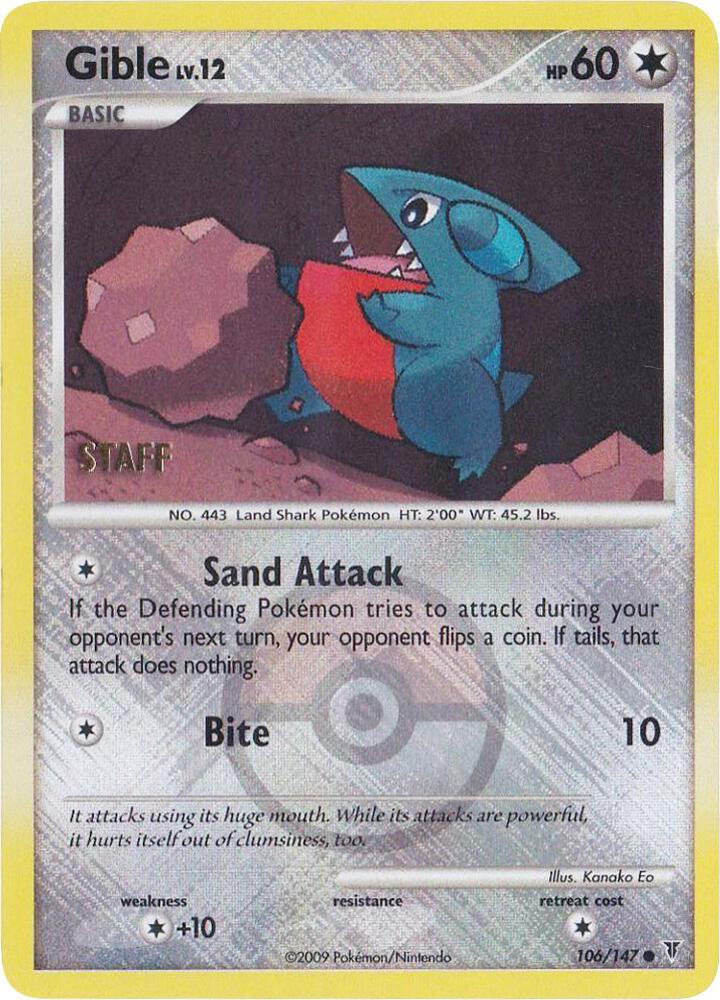 Gible LV.12 HP 60
BASIC
STAFF
NO. 443 Land Shark Pokémon HT: 2'00" WT: 45.2 lbs.
Sand Attack
If the Defending Pokémon tries to attack during your
opponent's next turn, your opponent flips a coin. If tails, that
attack does nothing.
Bite 10
It attacks using its huge mouth. While its attacks are powerful,
it hurts itself out of clumsiness, too.
Illus. Kanako Eo
weakness resistance retreat cost
+10
©2009 Pokémon/Nintendo 106/147